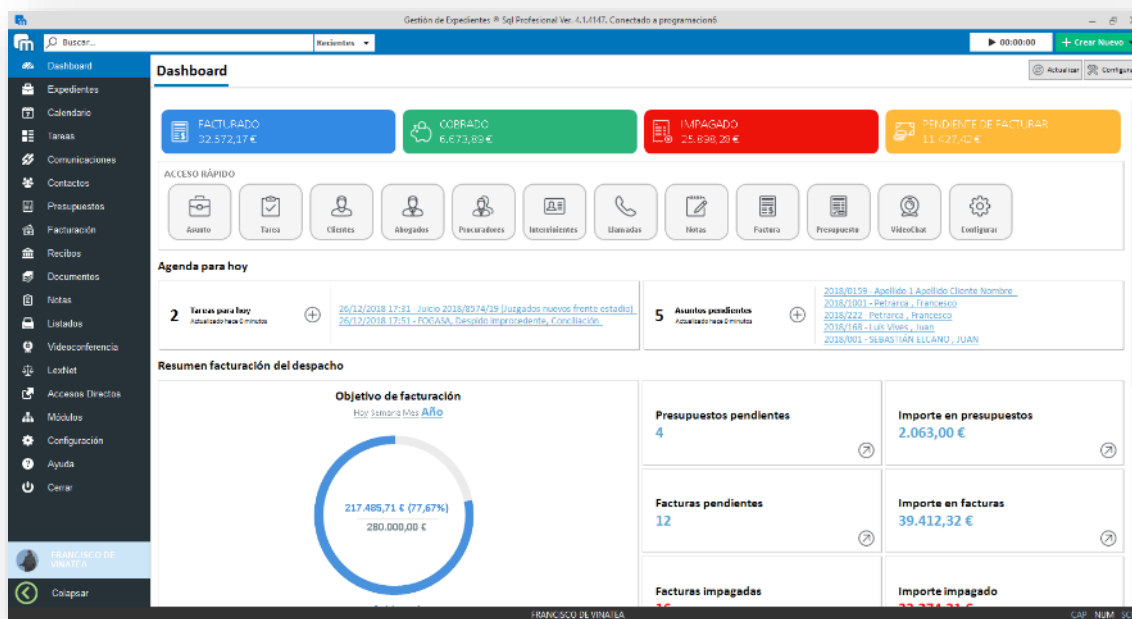 Gestión de Expedientes ® Sql Profesional Ver. 4.1.4147. Conectado a programacion6
Buscar...
Recientes
00:00:00
+ Crear Nuevo
Dashboard
Expedientes
Calendario
Tareas
Comunicaciones
Contactos
Presupuestos
Facturación
Recibos
Documentos
Notas
Listados
Videoconferencia
LexNet
Accesos Directos
Módulos
Configuración
Ayuda
Cerrar
FRANCISCO DE
VINATEA
Colapsar
Dashboard
Actualizar
Configura
FACTURADO
32.372,17 €
COBRADO
6.673,89 €
IMPAGADO
25.898,28 €
PENDIENTE DE FACTURAR
11.427,42 €
ACCESO RÁPIDO
Asunto
Tarea
Clientes
Abogados
Procuradores
Intervinientes
Llamadas
Notas
Factura
Presupuesto
VideoChat
Configurar
Agenda para hoy
2
Tareas para hoy
Actualizado hace 0 minutos
26/12/2018 17:31 - Juicio 2018/8574/19 (Juzgados nuevos frente estadio)
26/12/2018 17:51 - FOGASA, Despido improcedente, Conciliación
5
Asuntos pendientes
Actualizado hace 0 minutos
2018/0159 - Apellido 1 Apellido Cliente Nombre
2018/1001 - Petrarca , Francesco
2018/222 - Petrarca , Francesco
2018/168 - Luis Vives , Juan
2018/001 - SEBASTIÁN ELCANO , JUAN
Resumen facturación del despacho
Objetivo de facturación
Hoy Semana Mes Año
217.485,71 € (77,67%)
280.000,00 €
Presupuestos pendientes
4
Importe en presupuestos
2.063,00 €
Facturas pendientes
12
Importe en facturas
39.412,32 €
Facturas impagadas
Importe impagado
FRANCISCO DE VINATEA
CAP NUM